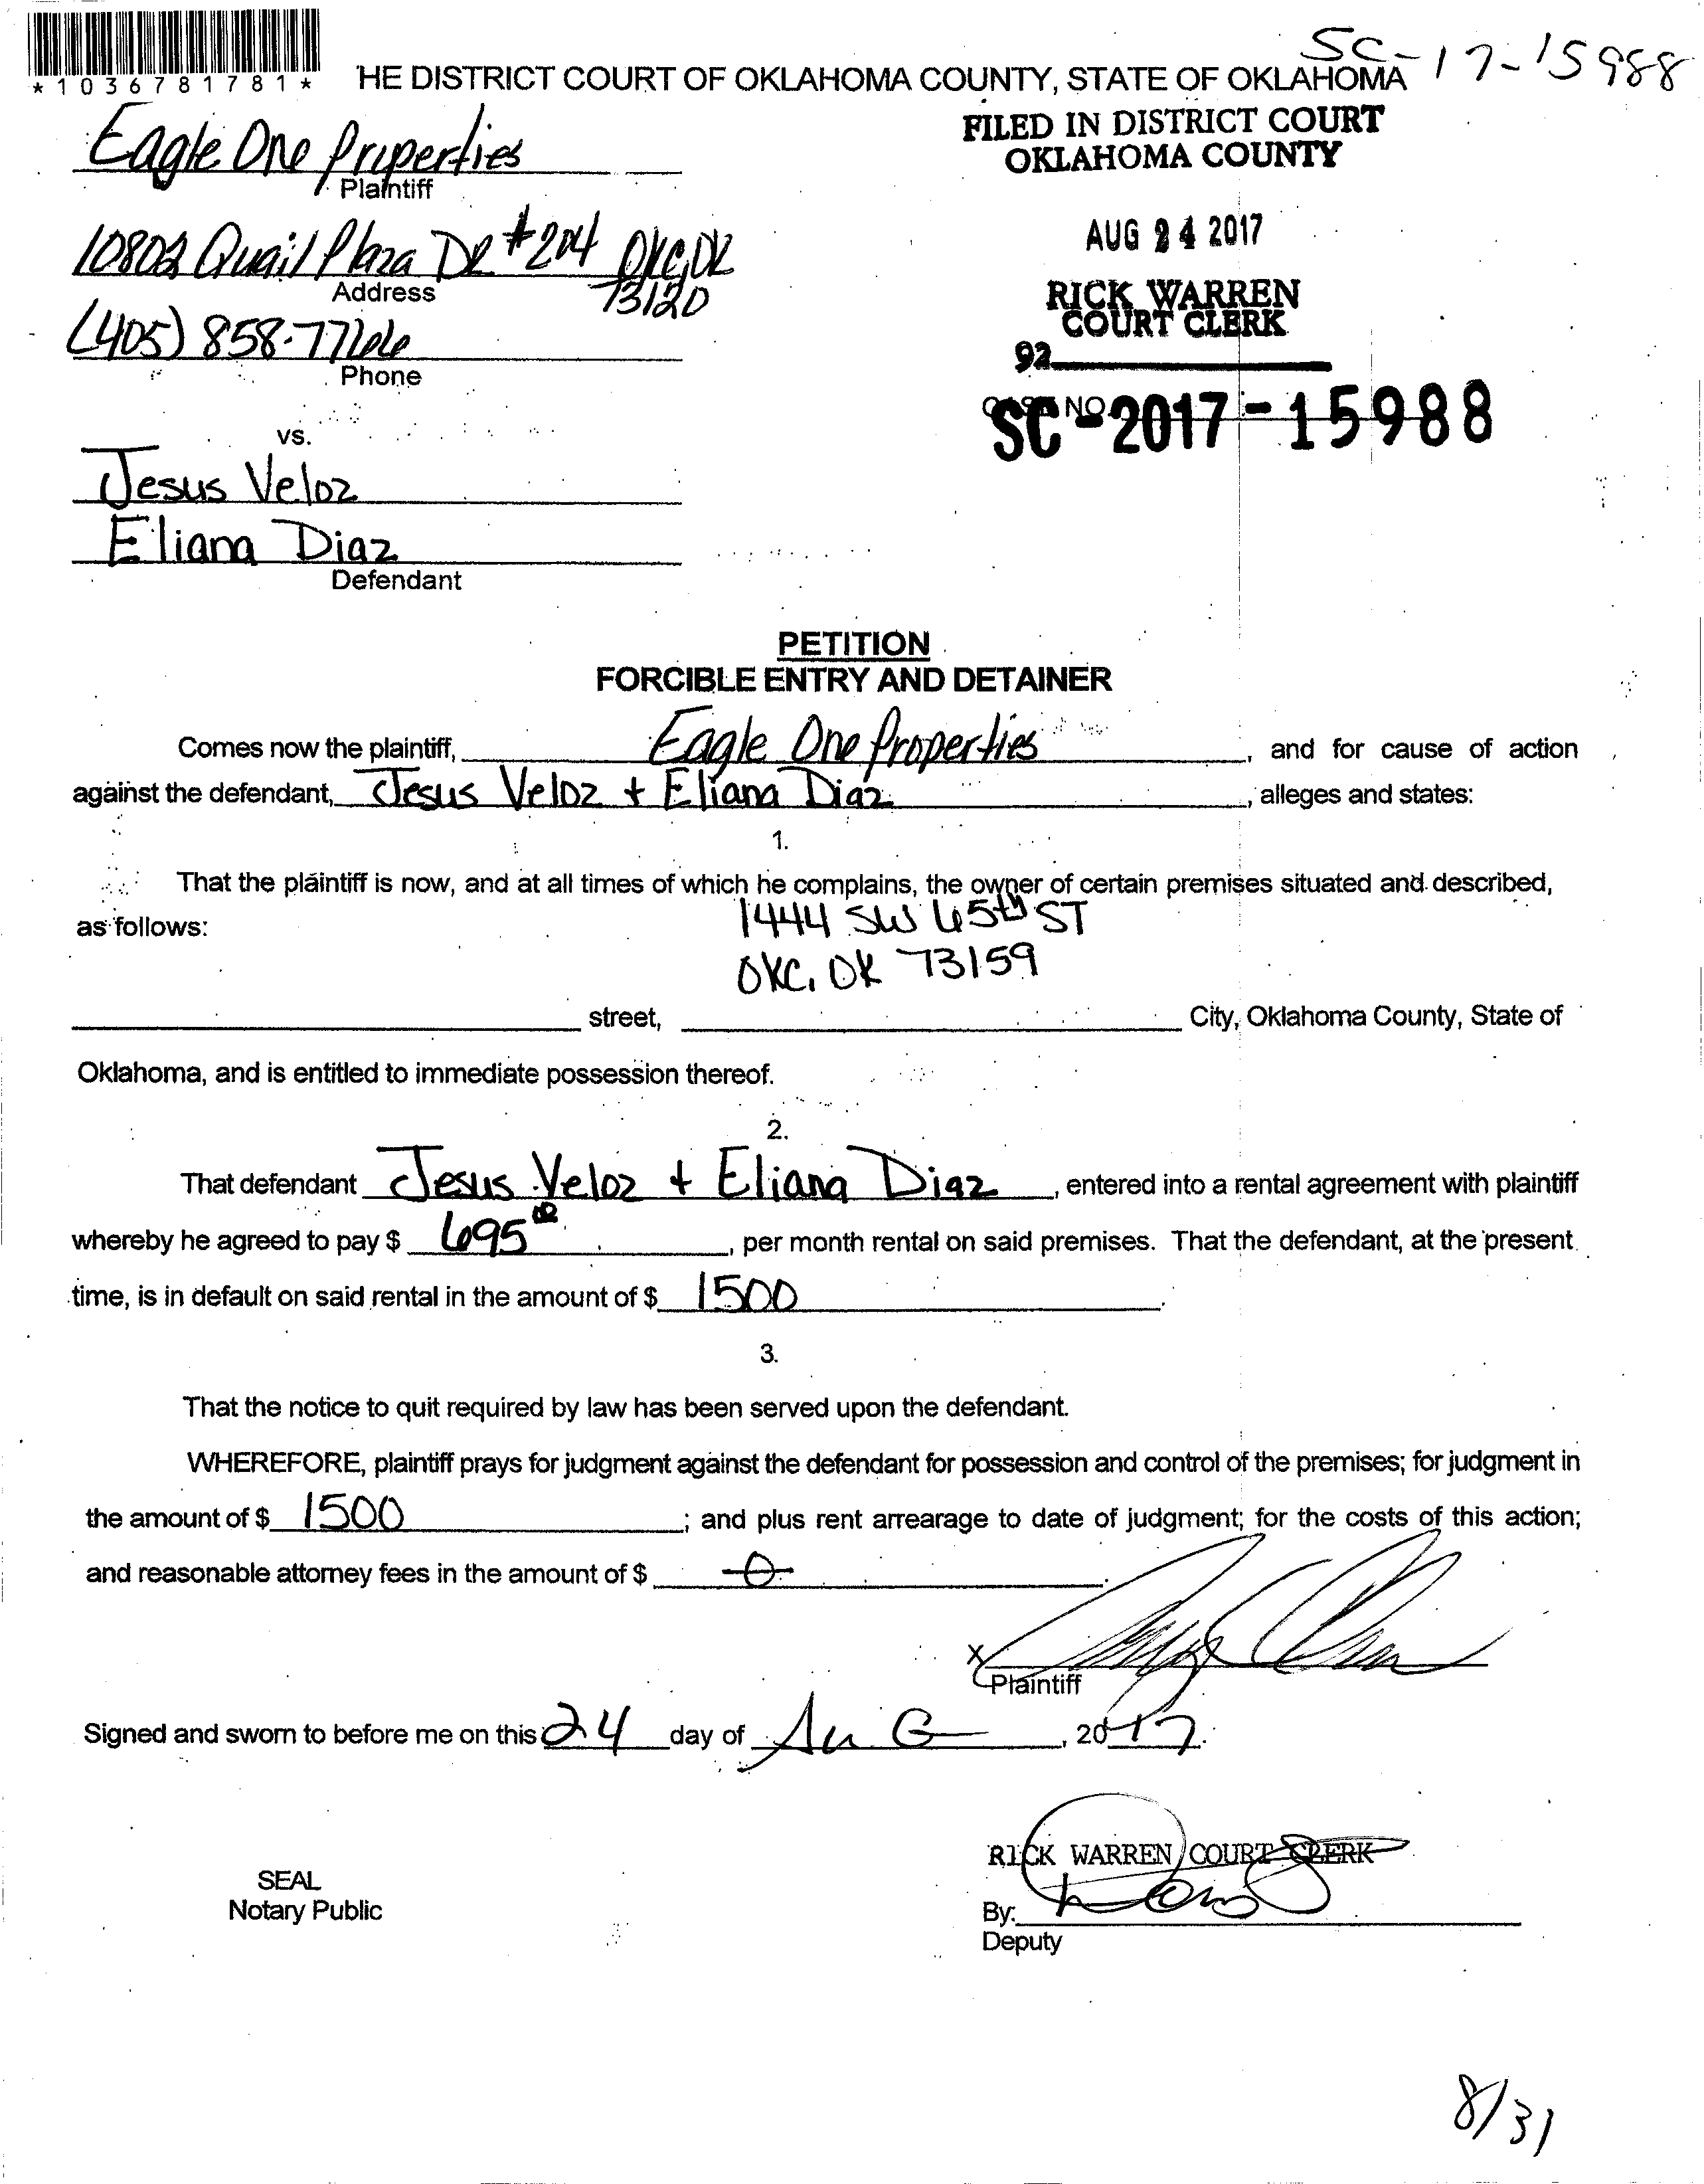 SC-17-15988
*1036781781*
'HE DISTRICT COURT OF OKLAHOMA COUNTY, STATE OF OKLAHOMA
FILED IN DISTRICT COURT
OKLAHOMA COUNTY
Eagle One Properties
Plaintiff
AUG 24 2017
10802 Quail Plaza DR #204 OKC, OK
73120
Address
RICK WARREN
COURT CLERK
(405) 858-7766
Phone
92
CASE NO.
SC-2017-15988
vs.
Jesus Veloz
Eliana Diaz
Defendant
PETITION
FORCIBLE ENTRY AND DETAINER
Comes now the plaintiff, Eagle One Properties, and for cause of action
against the defendant, Jesus Veloz + Eliana Diaz, alleges and states:
1.
That the plaintiff is now, and at all times of which he complains, the owner of certain premises situated and described,
as follows: 1444 SW 65th ST
OKC, OK 73159
street, City, Oklahoma County, State of
Oklahoma, and is entitled to immediate possession thereof.
2.
That defendant Jesus Veloz + Eliana Diaz, entered into a rental agreement with plaintiff
whereby he agreed to pay $ 695 00, per month rental on said premises. That the defendant, at the present
time, is in default on said rental in the amount of $ 1500.
3.
That the notice to quit required by law has been served upon the defendant.
WHEREFORE, plaintiff prays for judgment against the defendant for possession and control of the premises; for judgment in
the amount of $ 1500; and plus rent arrearage to date of judgment; for the costs of this action;
and reasonable attorney fees in the amount of $ 0.
X
Plaintiff
Signed and sworn to before me on this 24 day of AuG, 2017.
RICK WARREN COURT CLERK
SEAL
Notary Public
By:
Deputy
8/31